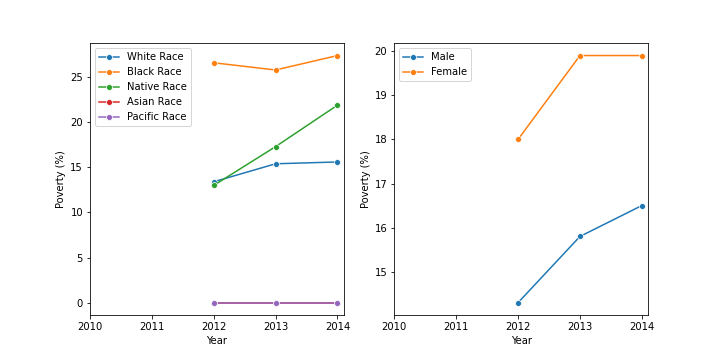 White Race
Black Race
Native Race
Asian Race
Pacific Race
25
20
15
10
5
0
Poverty (%)
2010 2011 2012 2013 2014
Year
Male
Female
20
19
18
17
16
15
Poverty (%)
2010 2011 2012 2013 2014
Year